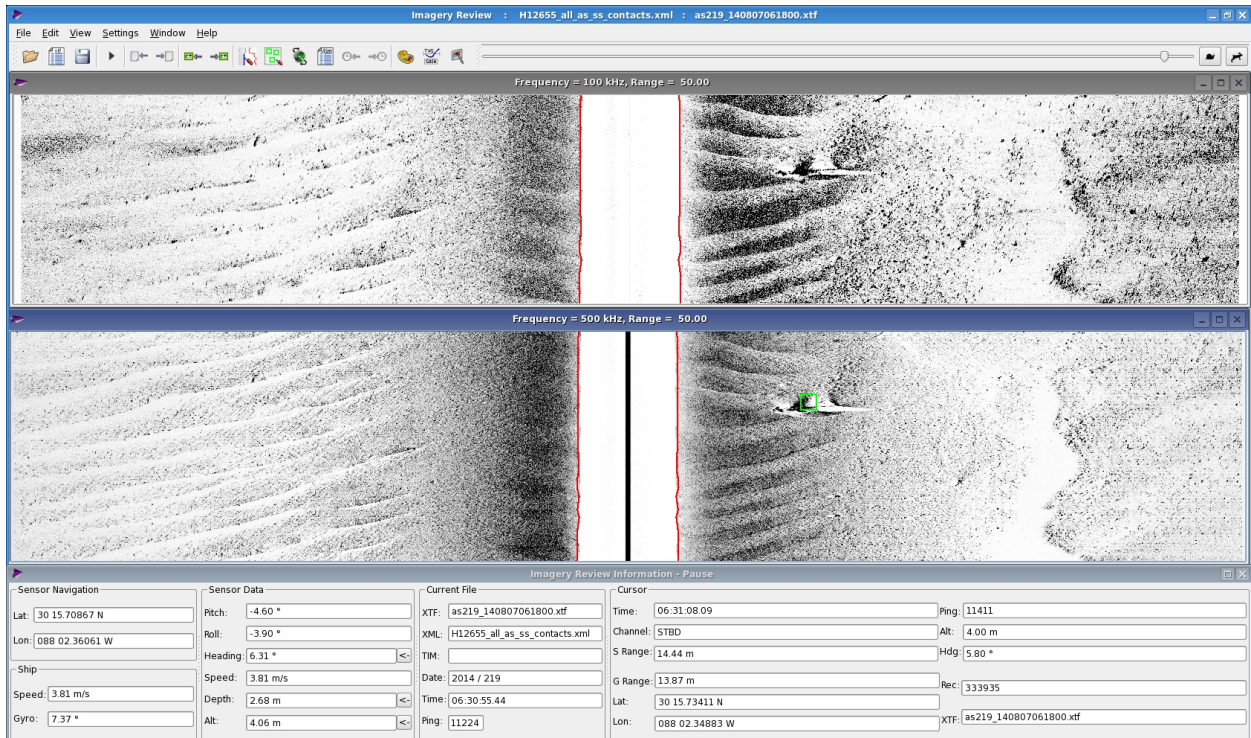 Imagery Review : H12655_all_as_ss_contacts.xml : as219_140807061800.xtf
File Edit View Settings Window Help
Frequency = 100 kHz, Range = 50.00
Frequency = 500 kHz, Range = 50.00
Imagery Review Information - Pause
Sensor Navigation
Lat: 30 15.70867 N
Lon: 088 02.36061 W
Ship
Speed: 3.81 m/s
Gyro: 7.37 °
Sensor Data
Pitch: -4.60 °
Roll: -3.90 °
Heading: 6.31 ° <-
Speed: 3.81 m/s
Depth: 2.68 m <-
Alt: 4.06 m <-
Current File
XTF: as219_140807061800.xtf
XML: H12655_all_as_ss_contacts.xml
TIM:
Date: 2014 / 219
Time: 06:30:55.44
Ping: 11224
Cursor
Time: 06:31:08.09
Channel: STBD
S Range: 14.44 m
G Range: 13.87 m
Lat: 30 15.73411 N
Lon: 088 02.34883 W
Ping: 11411
Alt: 4.00 m
Hdg: 5.80 °
Rec: 333935
XTF: as219_140807061800.xtf